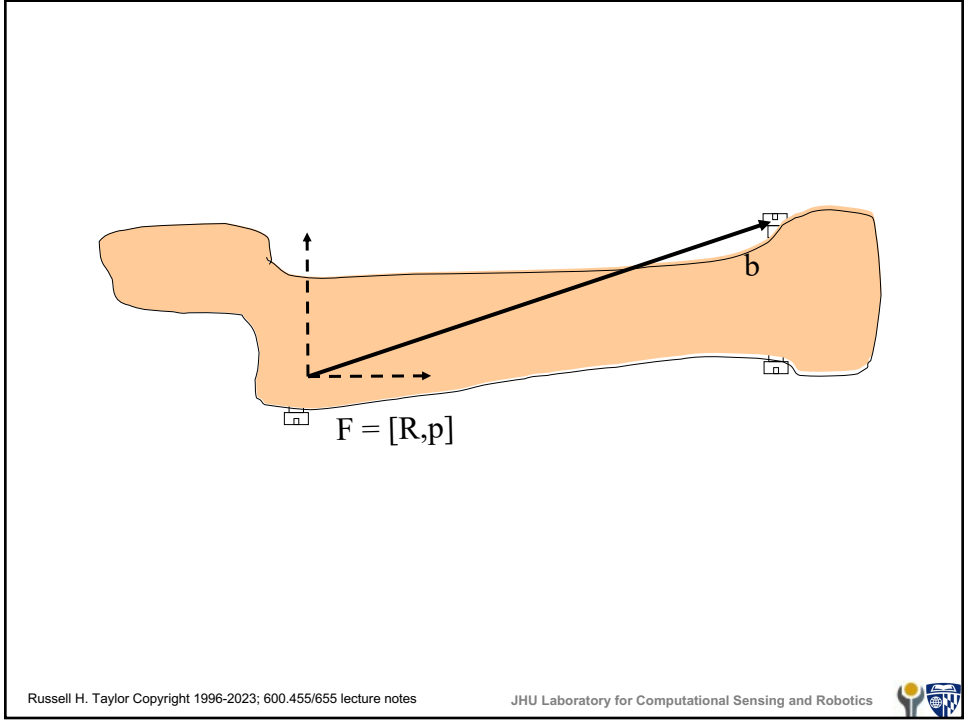 b
F = [R,p]
Russell H. Taylor Copyright 1996-2023; 600.455/655 lecture notes
JHU Laboratory for Computational Sensing and Robotics